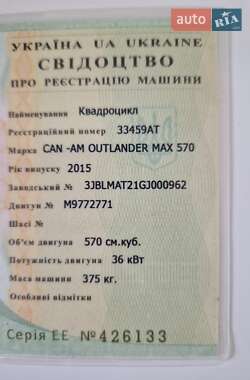 auto RIA
УКРАЇНА UA UKRAINE
СВІДОЦТВО
ПРО РЕЄСТРАЦІЮ МАШИНИ
Найменування Квадроцикл
Реєстраційний номер 33459АТ
Марка CAN -AM OUTLANDER MAX 570
Рік випуску 2015
Заводський № 3JBLMAT21GJ000962
Двигун № M9772771
Шасі №
Об'єм двигуна 570 см.куб.
Потужність двигуна 36 кВт
Маса машини 375 кг.
Особливі відмітки
Серія ЕЕ № 426133